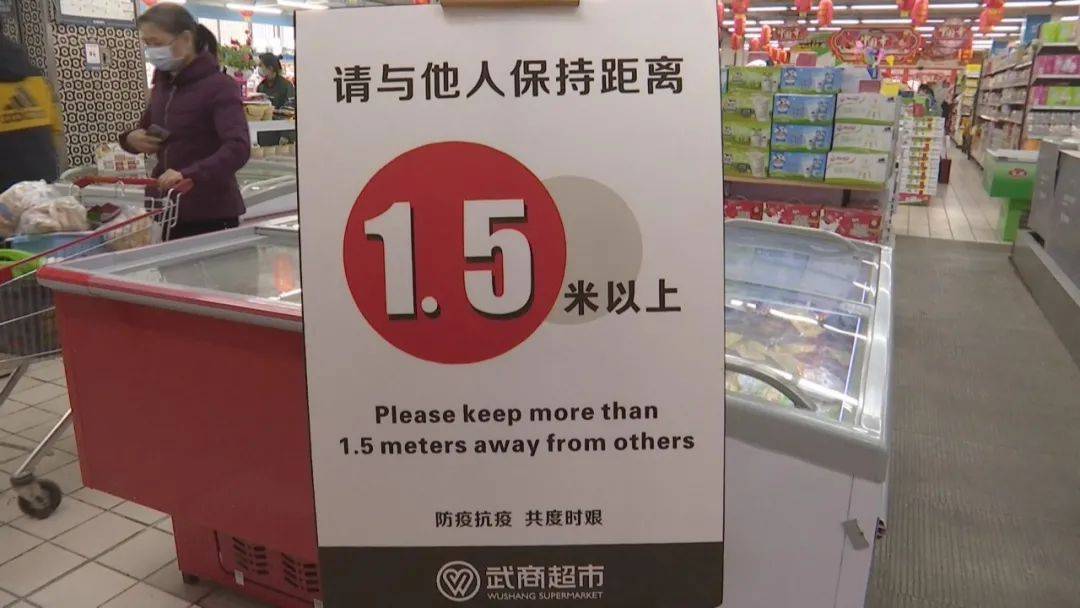 请与他人保持距离
1.5
米以上
Please keep more than
1.5 meters away from others
防疫抗疫 共度时艰
武商超市
WUSHANG SUPERMARKET